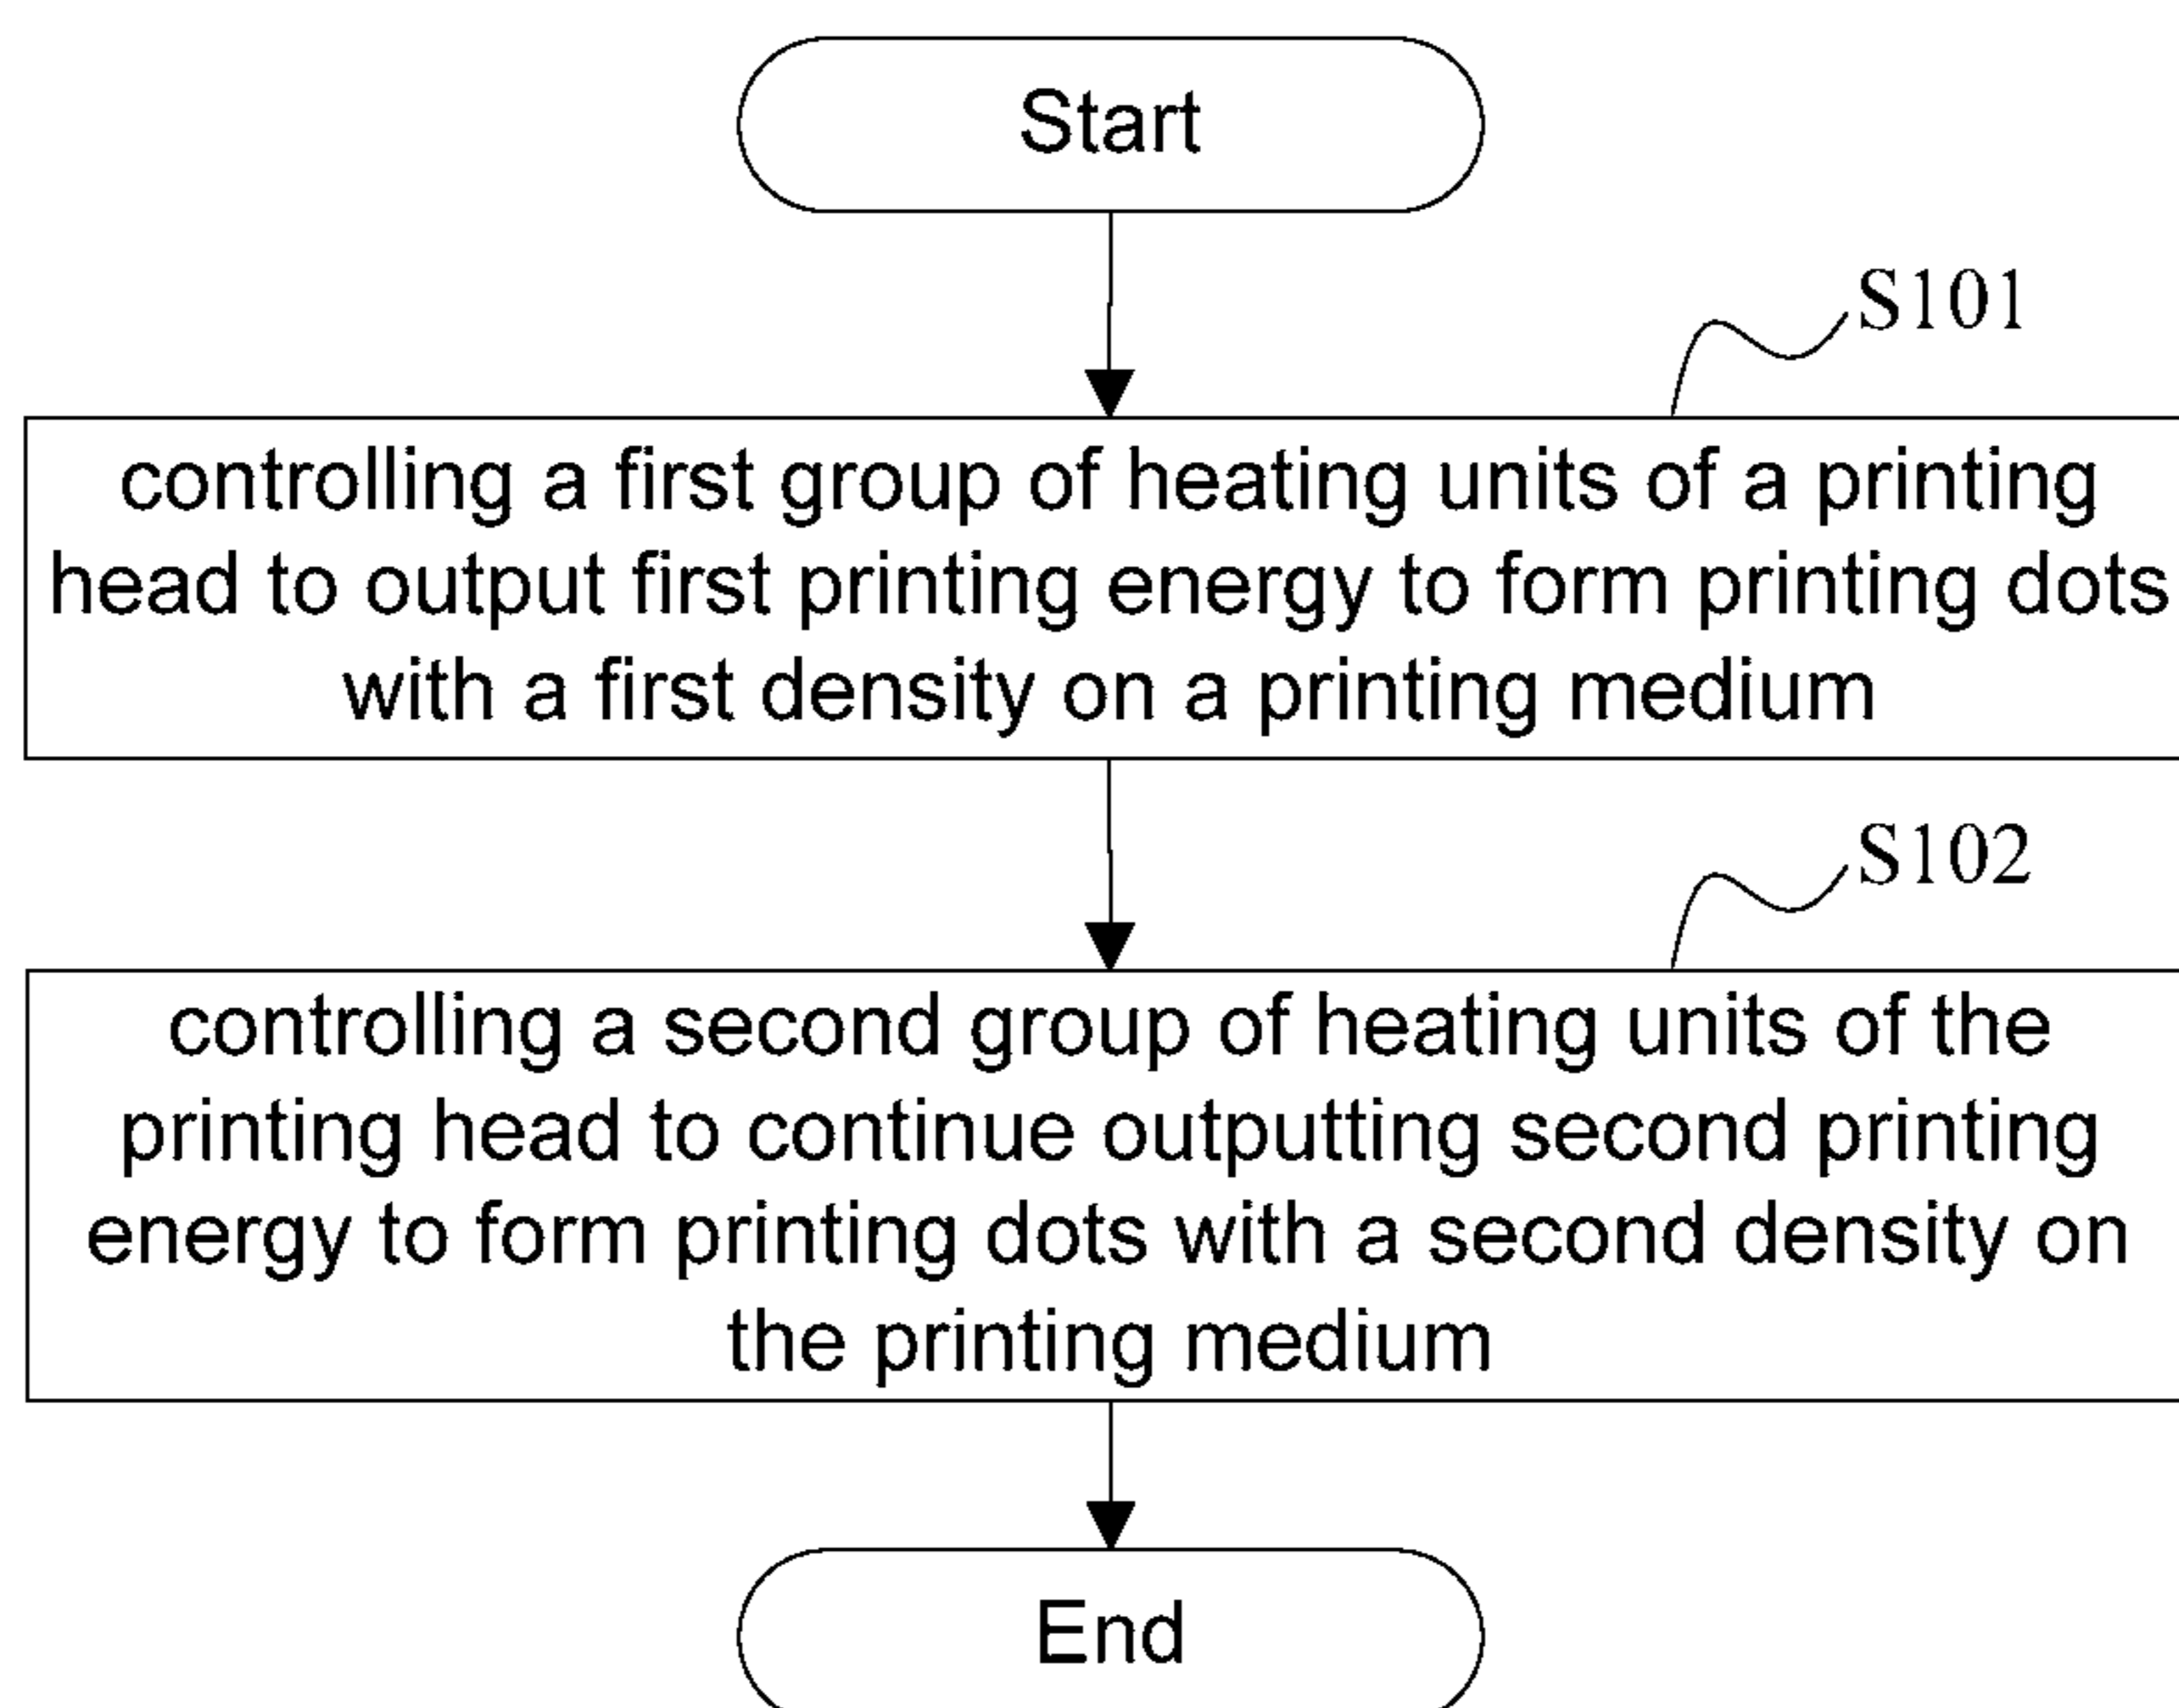 Start
S101
controlling a first group of heating units of a printing
head to output first printing energy to form printing dots
with a first density on a printing medium
S102
controlling a second group of heating units of the
printing head to continue outputting second printing
energy to form printing dots with a second density on
the printing medium
End